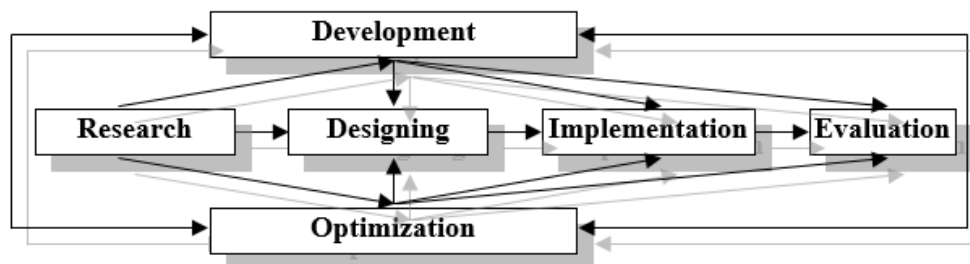 Development
Research
Designing
Implementation
Evaluation
Optimization